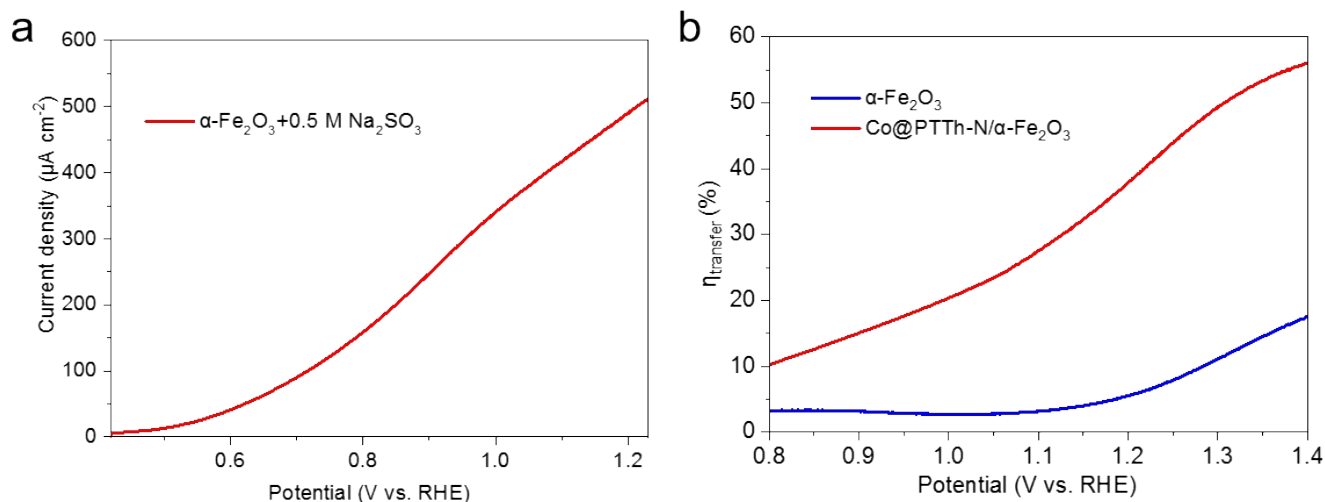 a
600
500
400
300
200
100
0
Current density (µA cm⁻²)
α-Fe₂O₃+0.5 M Na₂SO₃
0.6 0.8 1.0 1.2
Potential (V vs. RHE)
b
60
50
40
30
20
10
0
ηtransfer (%)
α-Fe₂O₃
Co@PTTh-N/α-Fe₂O₃
0.8 0.9 1.0 1.1 1.2 1.3 1.4
Potential (V vs. RHE)